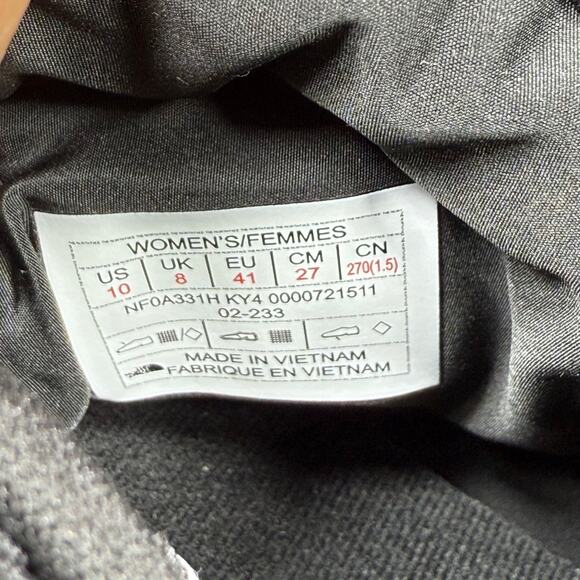 WOMEN'S/FEMMES
US UK EU CM CN
10 8 41 27 270(1.5)
NF0A331H KY4 0000721511
02-233
MADE IN VIETNAM
FABRIQUE EN VIETNAM